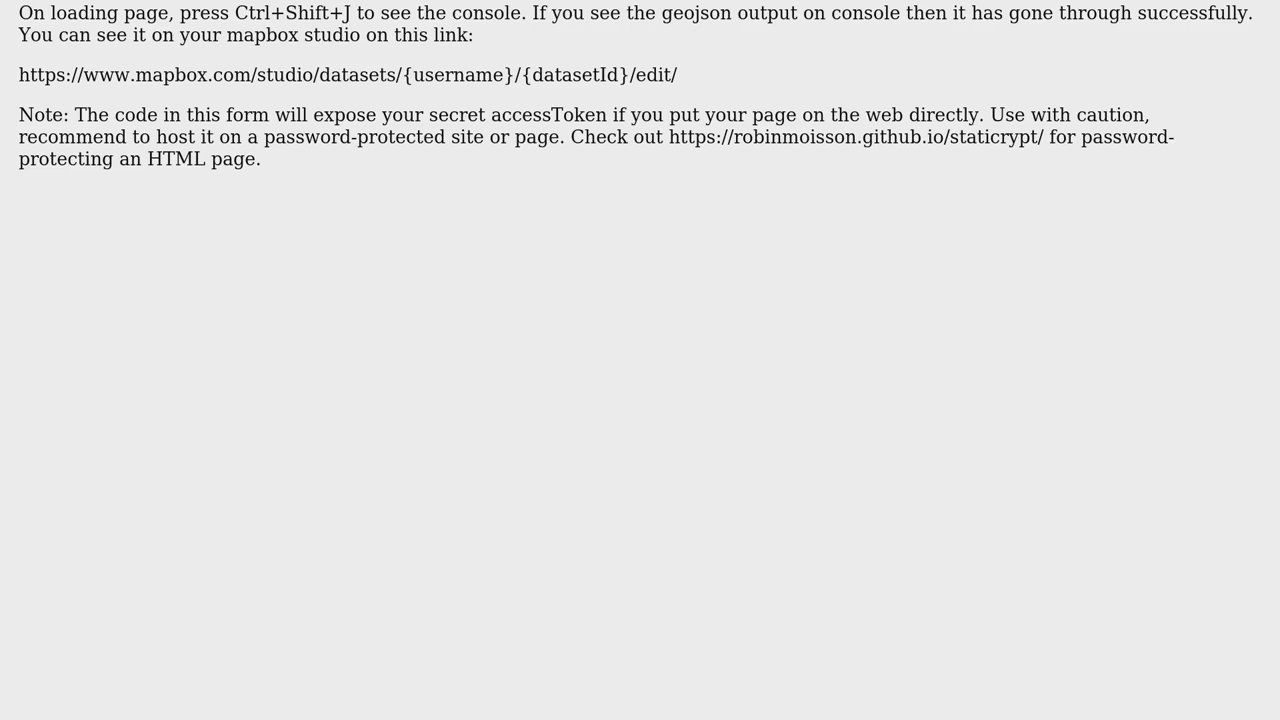 On loading page, press Ctrl+Shift+J to see the console. If you see the geojson output on console then it has gone through successfully.
You can see it on your mapbox studio on this link:
https://www.mapbox.com/studio/datasets/{username}/{datasetId}/edit/
Note: The code in this form will expose your secret accessToken if you put your page on the web directly. Use with caution,
recommend to host it on a password-protected site or page. Check out https://robinmoisson.github.io/staticrypt/ for password-
protecting an HTML page.